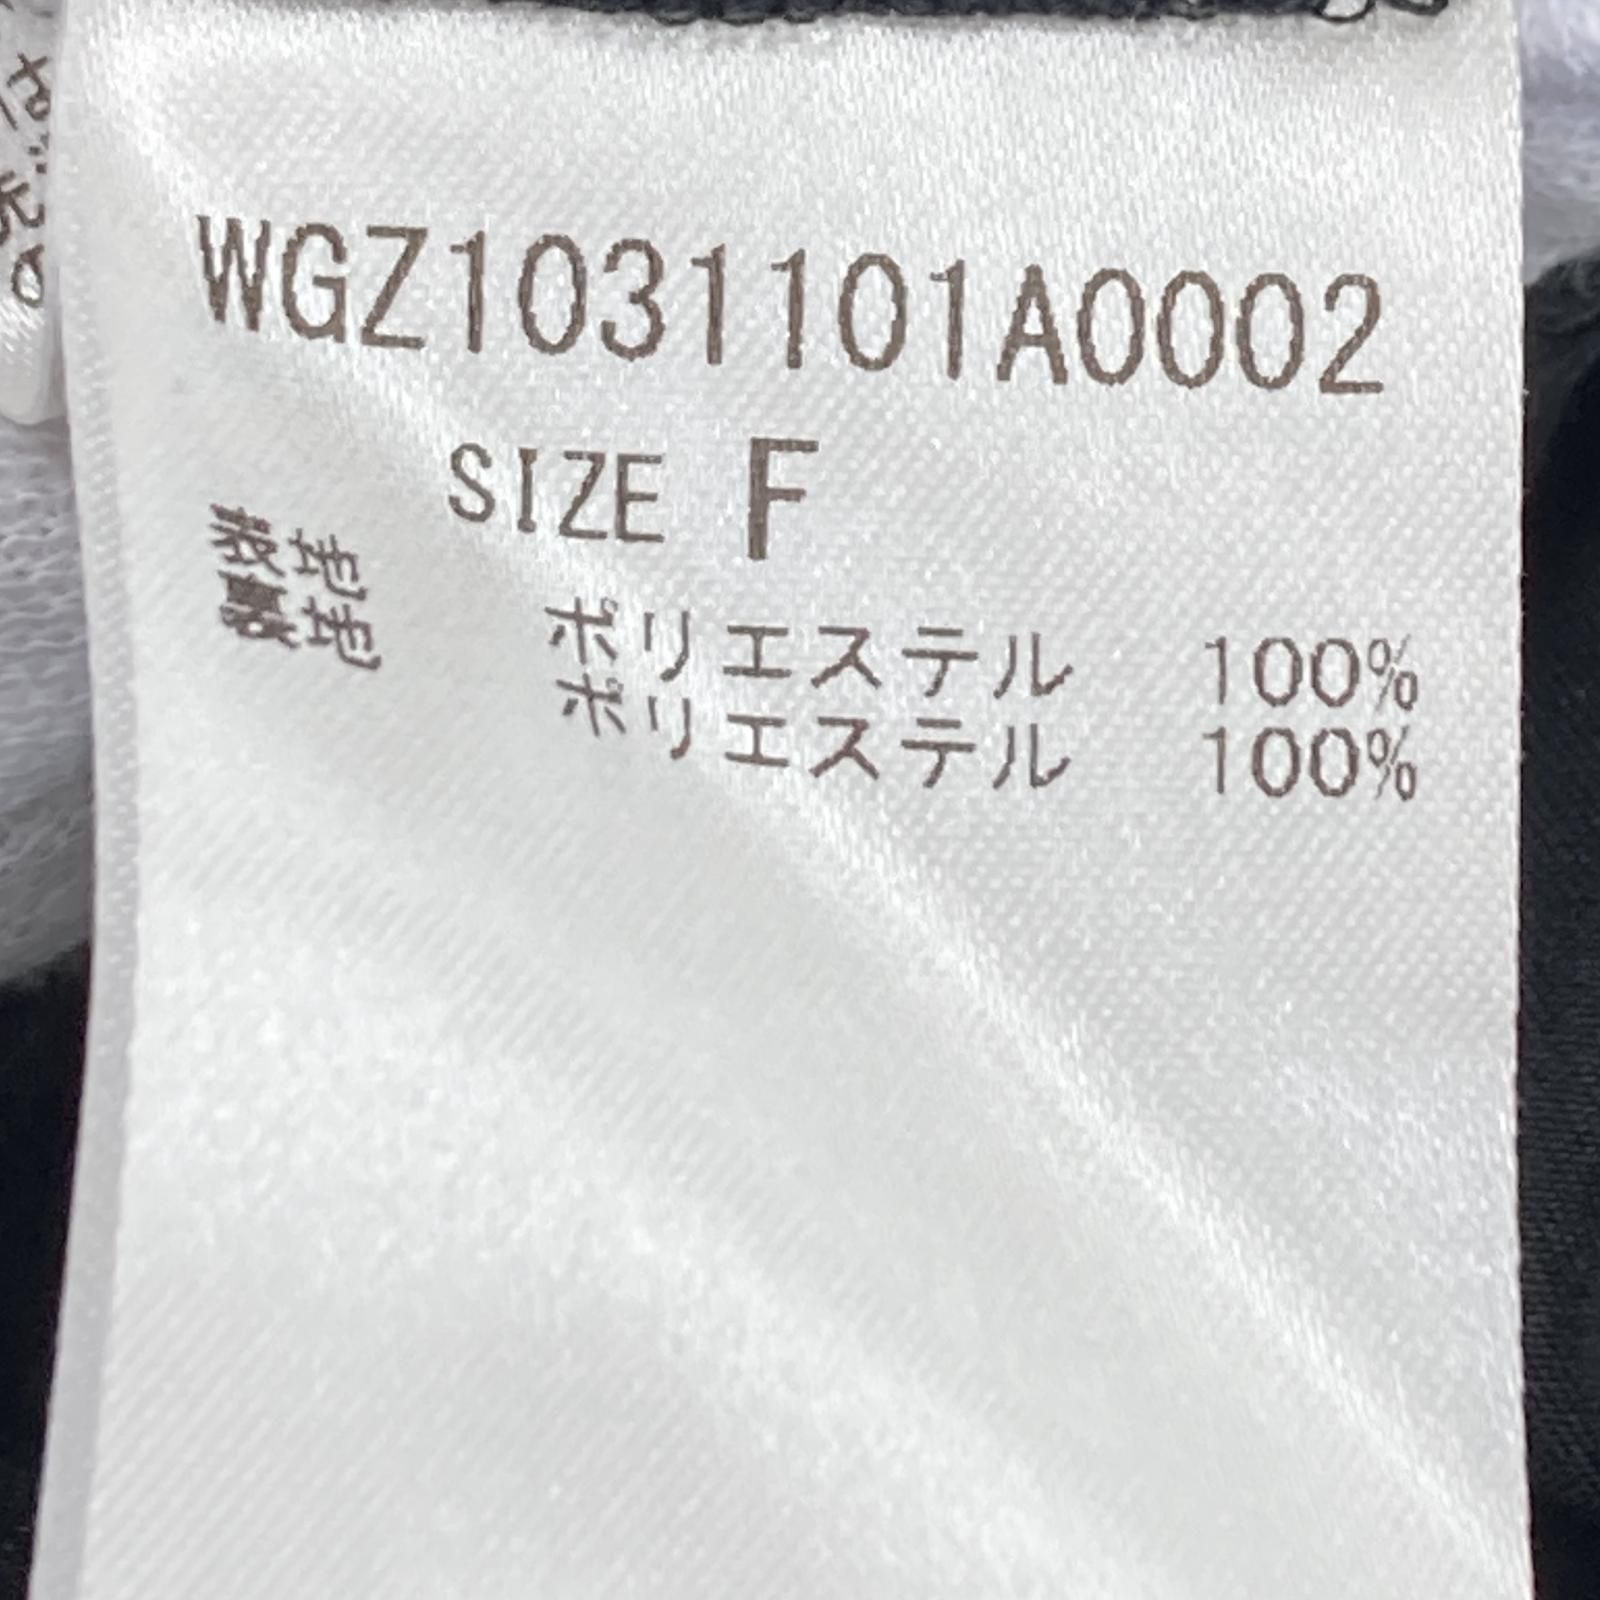 WGZ1031101A0002
SIZE F
表地 ポリエステル 100%
裏地 ポリエステル 100%